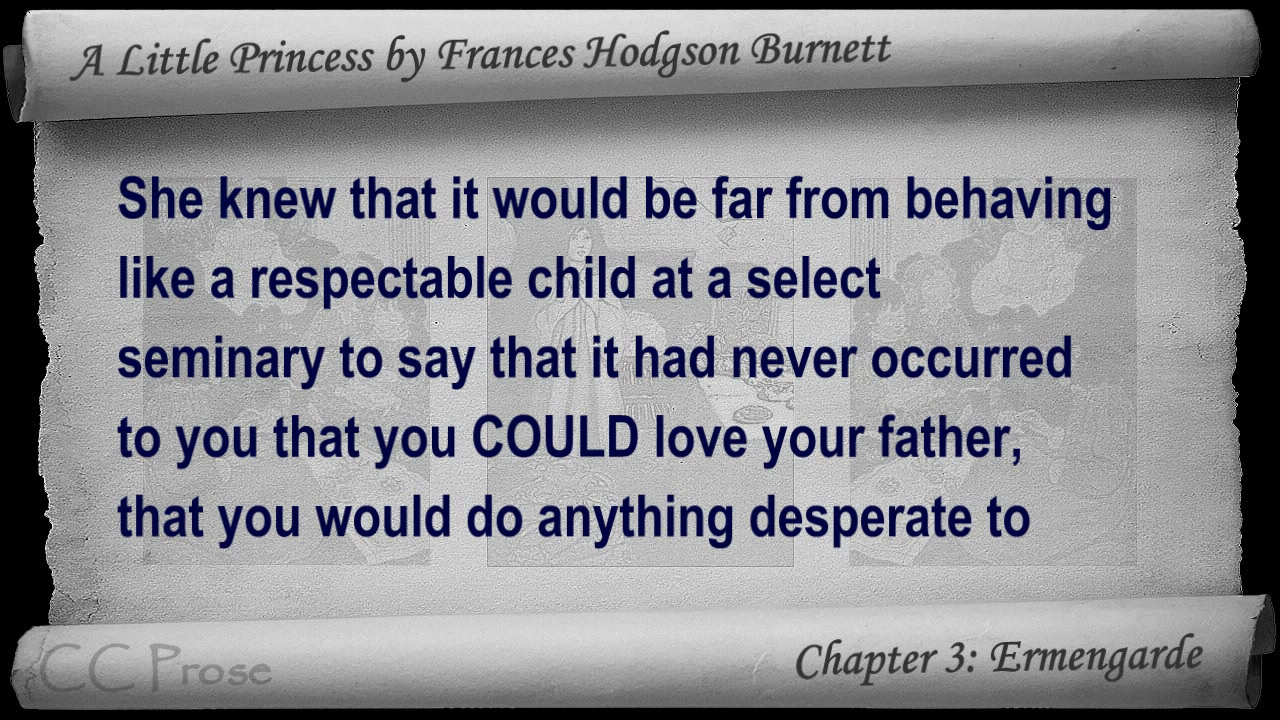 A Little Princess by Frances Hodgson Burnett
She knew that it would be far from behaving
like a respectable child at a select
seminary to say that it had never occurred
to you that you COULD love your father,
that you would do anything desperate to
CC Prose
Chapter 3: Ermengarde